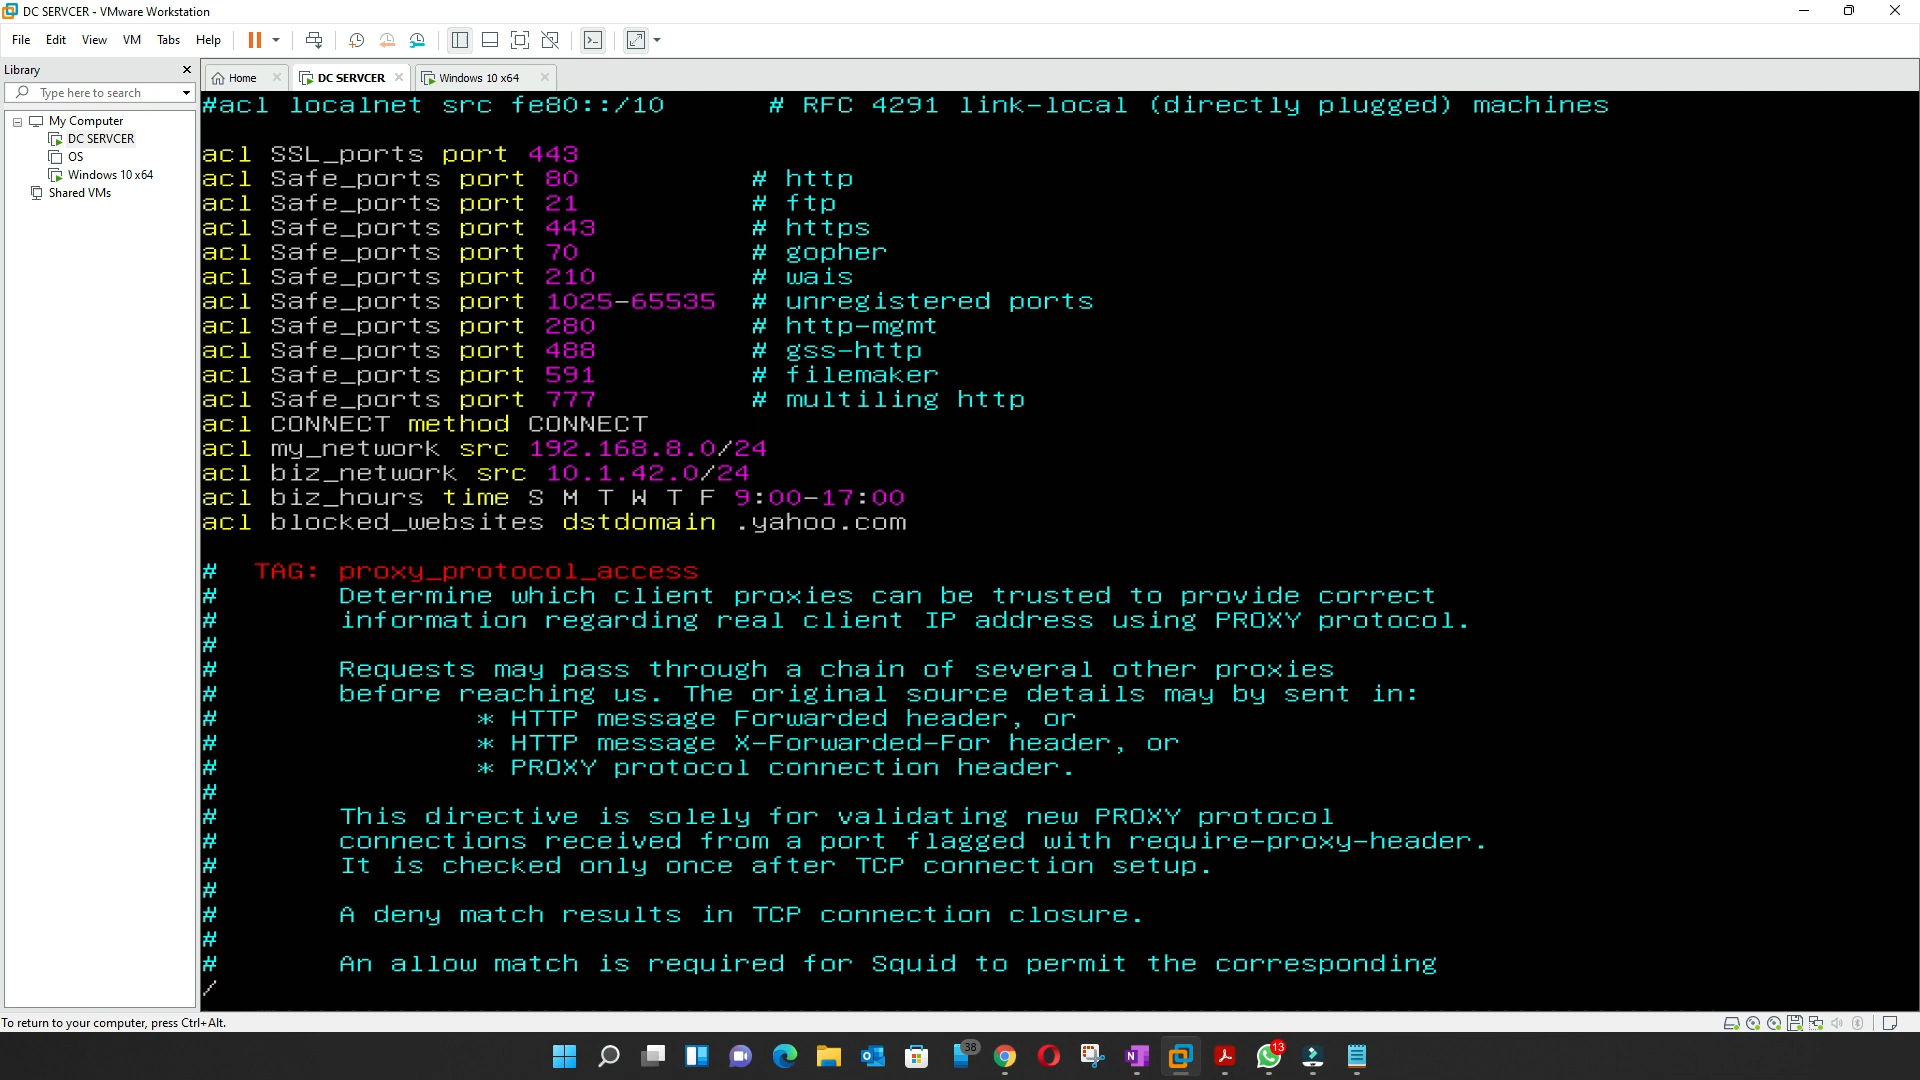 DC SERVCER - VMware Workstation
File Edit View VM Tabs Help
Library
Type here to search
My Computer
DC SERVCER
OS
Windows 10 x64
Shared VMs
Home
DC SERVCER
Windows 10 x64
#acl localnet src fe80::/10 # RFC 4291 link-local (directly plugged) machines
acl SSL_ports port 443
acl Safe_ports port 80 # http
acl Safe_ports port 21 # ftp
acl Safe_ports port 443 # https
acl Safe_ports port 70 # gopher
acl Safe_ports port 210 # wais
acl Safe_ports port 1025-65535 # unregistered ports
acl Safe_ports port 280 # http-mgmt
acl Safe_ports port 488 # gss-http
acl Safe_ports port 591 # filemaker
acl Safe_ports port 777 # multiling http
acl CONNECT method CONNECT
acl my_network src 192.168.8.0/24
acl biz_network src 10.1.42.0/24
acl biz_hours time S M T W T F 9:00-17:00
acl blocked_websites dstdomain .yahoo.com
# TAG: proxy_protocol_access
# Determine which client proxies can be trusted to provide correct
# information regarding real client IP address using PROXY protocol.
#
# Requests may pass through a chain of several other proxies
# before reaching us. The original source details may by sent in:
# * HTTP message Forwarded header, or
# * HTTP message X-Forwarded-For header, or
# * PROXY protocol connection header.
#
# This directive is solely for validating new PROXY protocol
# connections received from a port flagged with require-proxy-header.
# It is checked only once after TCP connection setup.
#
# A deny match results in TCP connection closure.
#
# An allow match is required for Squid to permit the corresponding
/
To return to your computer, press Ctrl+Alt.
38
13